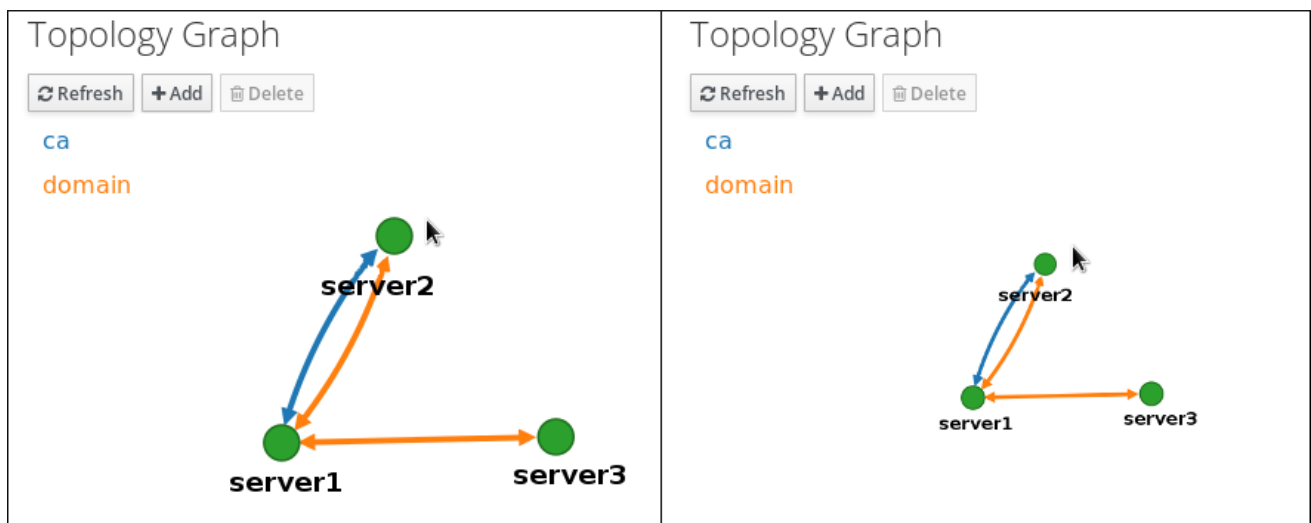 Topology Graph
Refresh Add Delete
ca
domain
server2
server1
server3
Topology Graph
Refresh Add Delete
ca
domain
server2
server1
server3